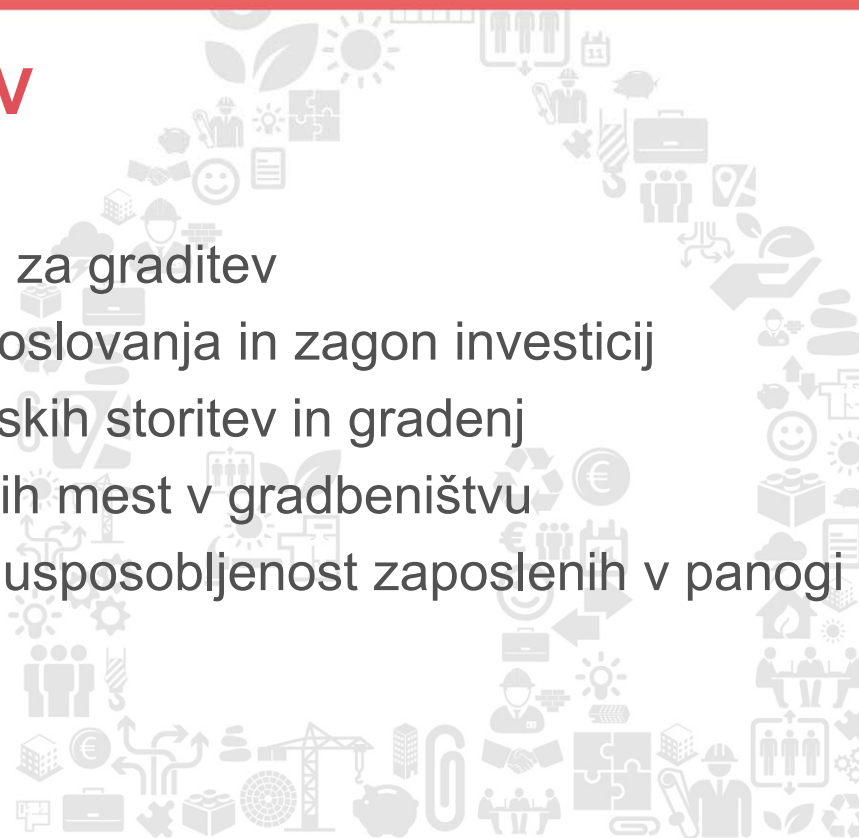 v
za graditev
oslovanja in zagon investicij
skih storitev in gradenj
ih mest v gradbeništvu
usposobljenost zaposlenih v panogi